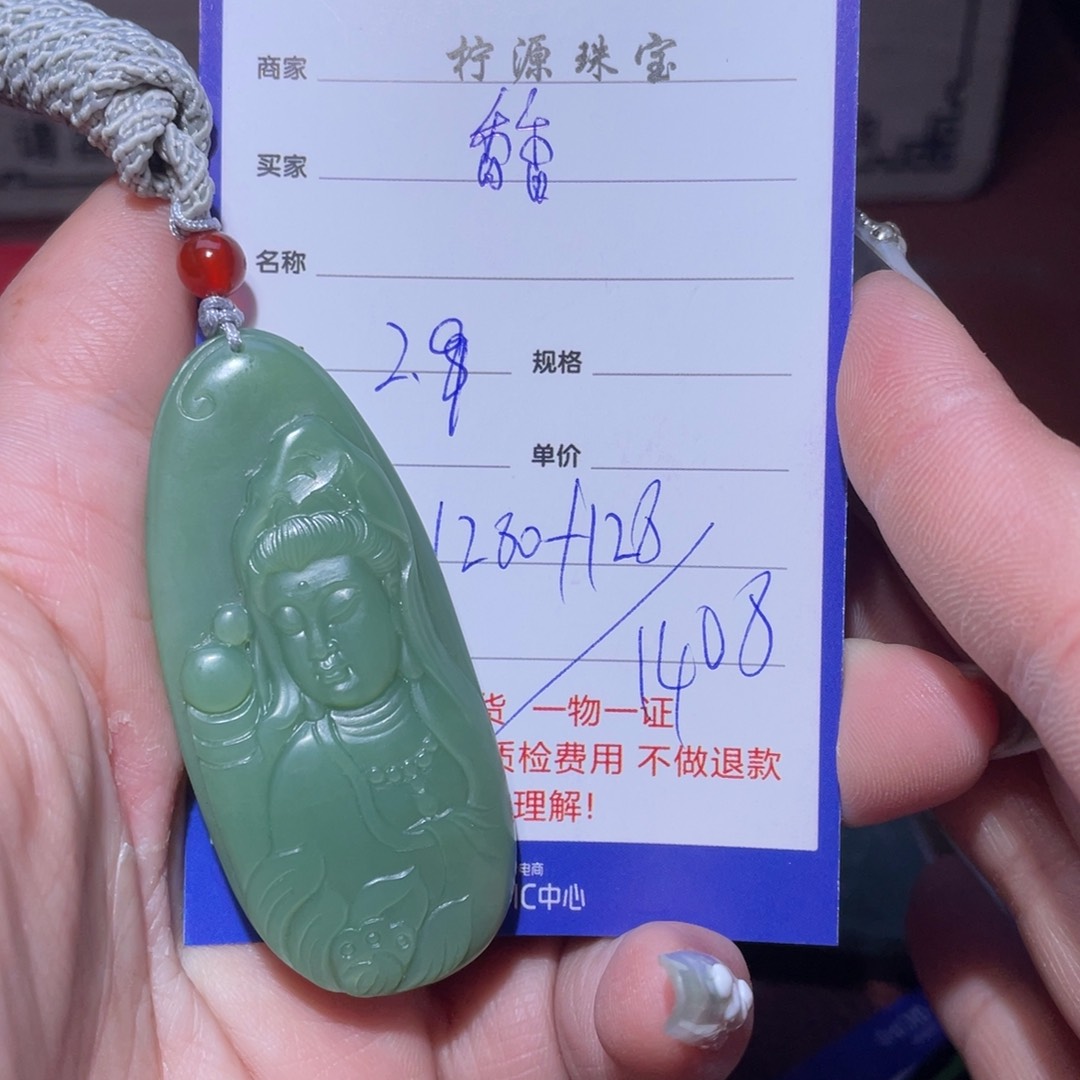 商家 柠源珠宝
买家
名称
规格
单价
1280+128
1408
货 一物一证
质检费用 不做退款
理解!
电商
IC中心